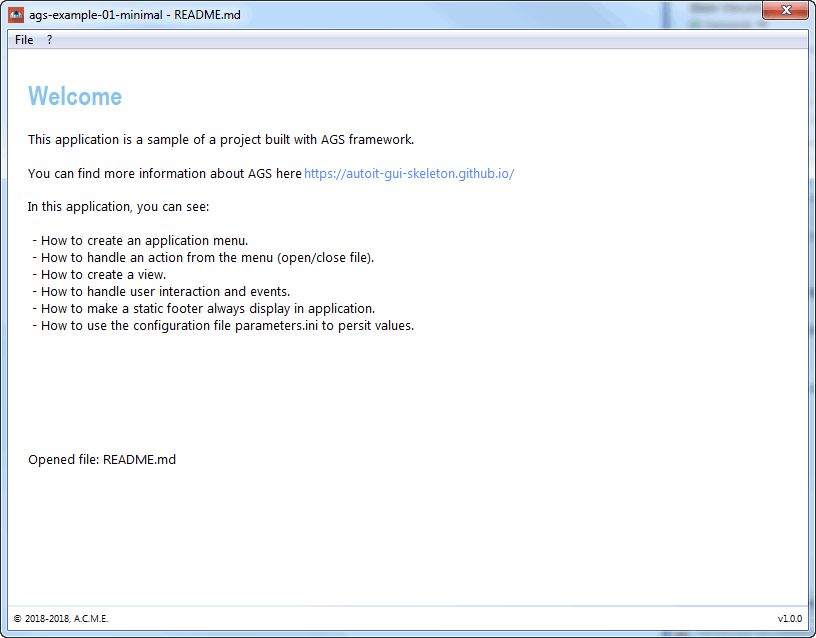 ags-example-01-minimal - README.md
File ?
Welcome
This application is a sample of a project built with AGS framework.
You can find more information about AGS here https://autoit-gui-skeleton.github.io/
In this application, you can see:
- How to create an application menu.
- How to handle an action from the menu (open/close file).
- How to create a view.
- How to handle user interaction and events.
- How to make a static footer always display in application.
- How to use the configuration file parameters.ini to persit values.
Opened file: README.md
© 2018-2018, A.C.M.E. v1.0.0